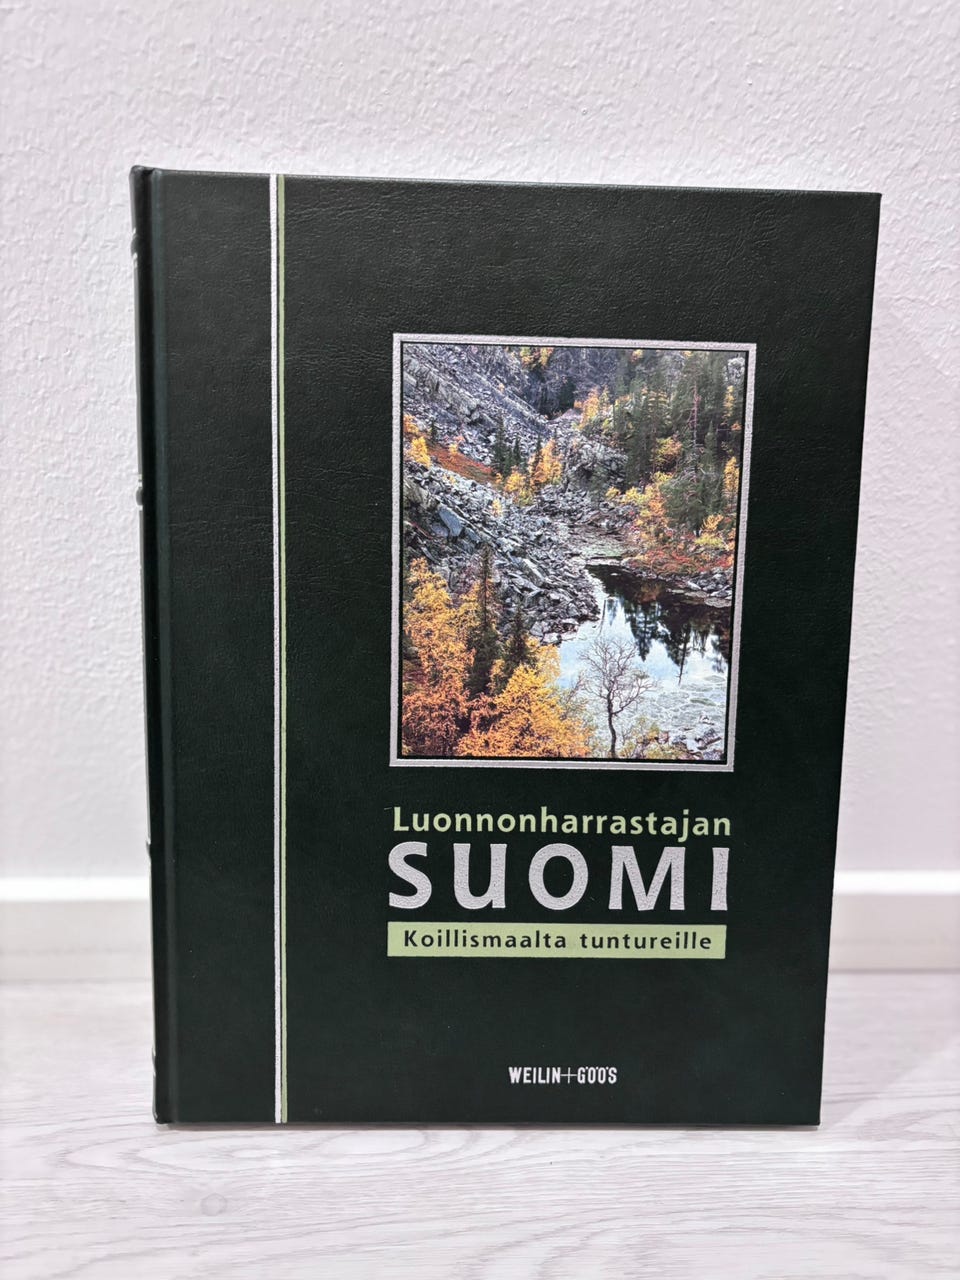 Luonnonharrastajan
SUOMI
Koillismaalta tuntureille
WEILIN+GÖÖS